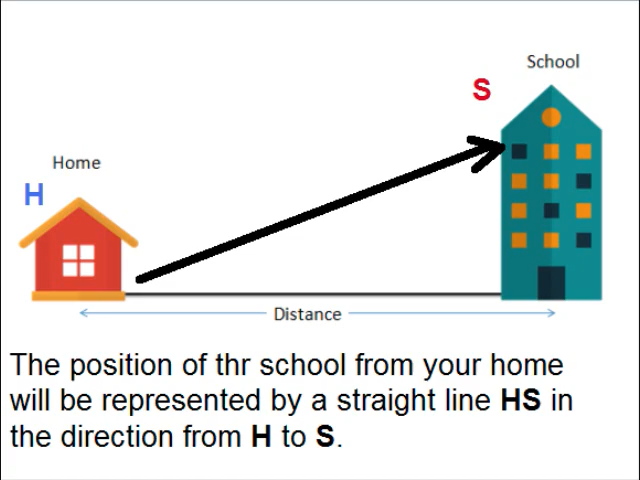 School
S
Home
H
Distance
The position of thr school from your home
will be represented by a straight line HS in
the direction from H to S.